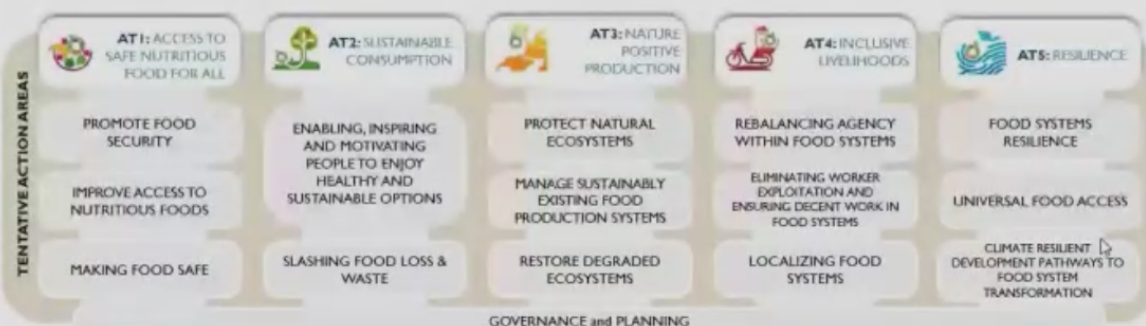 TENTATIVE ACTION AREAS
AT1: ACCESS TO
SAFE NUTRITIOUS
FOOD FOR ALL
PROMOTE FOOD
SECURITY
IMPROVE ACCESS TO
NUTRITIOUS FOODS
MAKING FOOD SAFE
AT2: SUSTAINABLE
CONSUMPTION
ENABLING, INSPIRING
AND MOTIVATING
PEOPLE TO ENJOY
HEALTHY AND
SUSTAINABLE OPTIONS
SLASHING FOOD LOSS &
WASTE
AT3: NATURE
POSITIVE
PRODUCTION
PROTECT NATURAL
ECOSYSTEMS
MANAGE SUSTAINABLY
EXISTING FOOD
PRODUCTION SYSTEMS
RESTORE DEGRADED
ECOSYSTEMS
AT4: INCLUSIVE
LIVELIHOODS
REBALANCING AGENCY
WITHIN FOOD SYSTEMS
ELIMINATING WORKER
EXPLOITATION AND
ENSURING DECENT WORK IN
FOOD SYSTEMS
LOCALIZING FOOD
SYSTEMS
AT5: RESILIENCE
FOOD SYSTEMS
RESILIENCE
UNIVERSAL FOOD ACCESS
CLIMATE RESILIENT
DEVELOPMENT PATHWAYS TO
FOOD SYSTEM
TRANSFORMATION
GOVERNANCE and PLANNING